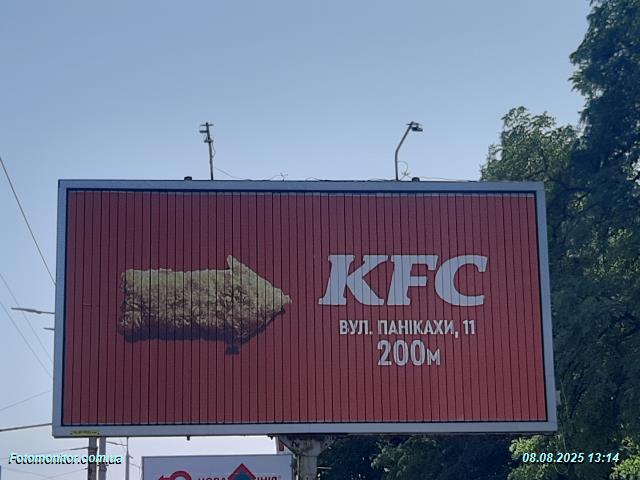 KFC
ВУЛ. ПАНІКАХИ, 11
200м
Fotomonitor.com.ua
08.08.2025 13:14